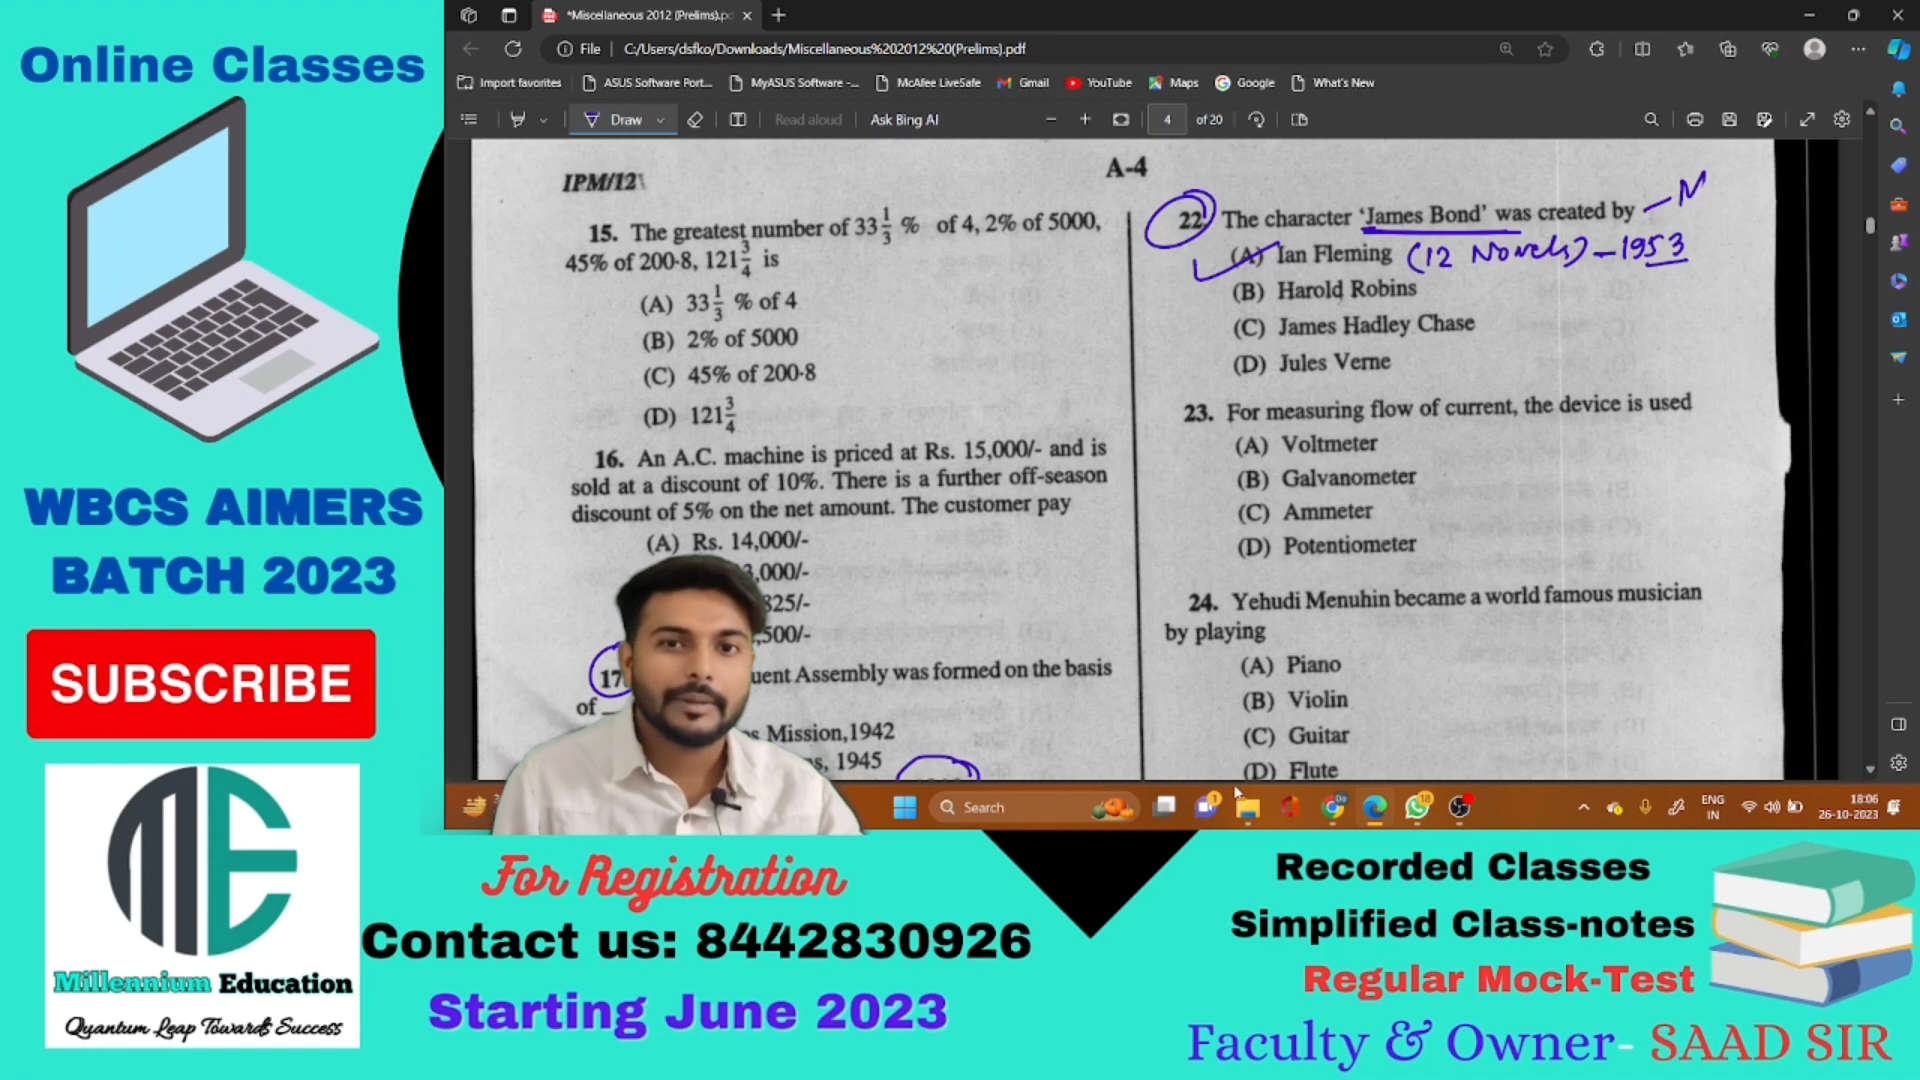 Online Classes
WBCS AIMERS
BATCH 2023
SUBSCRIBE
Millennium Education
Quantum Leap Towards Success
*Miscellaneous 2012 (Prelims).pd
File
C:/Users/dsfko/Downloads/Miscellaneous%202012%20(Prelims).pdf
Import favorites
ASUS Software Port...
MyASUS Software -...
McAfee LiveSafe
Gmail
YouTube
Maps
Google
What's New
Draw
Read aloud
Ask Bing AI
4
of 20
IPM/12
A-4
15. The greatest number of 33 1/3 % of 4, 2% of 5000,
45% of 200·8, 121 3/4 is
(A) 33 1/3 % of 4
(B) 2% of 5000
(C) 45% of 200·8
(D) 121 3/4
16. An A.C. machine is priced at Rs. 15,000/- and is
sold at a discount of 10%. There is a further off-season
discount of 5% on the net amount. The customer pay
(A) Rs. 14,000/-
,000/-
825/-
,500/-
17
uent Assembly was formed on the basis
of
Mission,1942
1945
22. The character ‘James Bond’ was created by – N
(A) Ian Fleming (12 Novels) – 1953
(B) Harold Robins
(C) James Hadley Chase
(D) Jules Verne
23. For measuring flow of current, the device is used
(A) Voltmeter
(B) Galvanometer
(C) Ammeter
(D) Potentiometer
24. Yehudi Menuhin became a world famous musician
by playing
(A) Piano
(B) Violin
(C) Guitar
(D) Flute
Search
ENG
IN
18:06
26-10-2023
For Registration
Contact us: 8442830926
Starting June 2023
Recorded Classes
Simplified Class-notes
Regular Mock-Test
Faculty & Owner- SAAD SIR